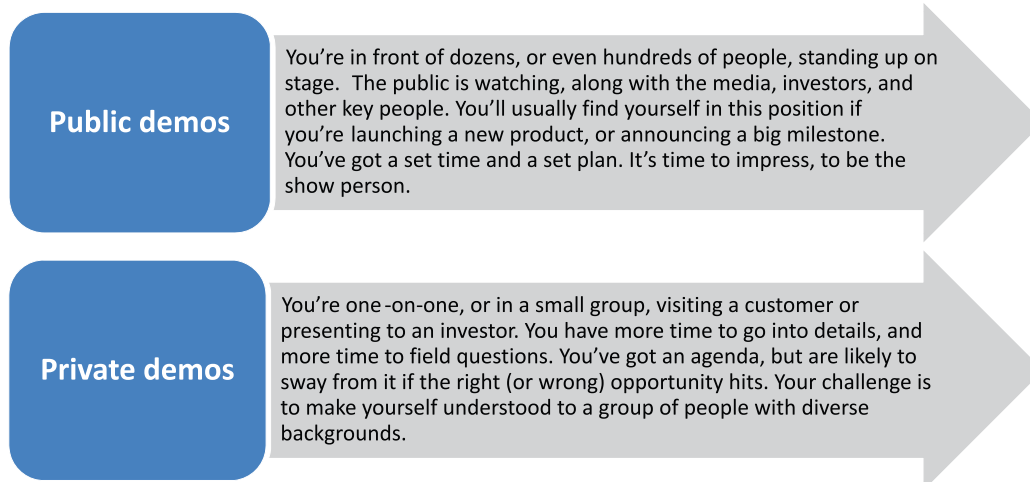 Public demos
You’re in front of dozens, or even hundreds of people, standing up on
stage.  The public is watching, along with the media, investors, and
other key people. You’ll usually find yourself in this position if
you’re launching a new product, or announcing a big milestone.
You’ve got a set time and a set plan. It’s time to impress, to be the
show person.
Private demos
You’re one-on-one, or in a small group, visiting a customer or
presenting to an investor. You have more time to go into details, and
more time to field questions. You’ve got an agenda, but are likely to
sway from it if the right (or wrong) opportunity hits. Your challenge is
to make yourself understood to a group of people with diverse
backgrounds.